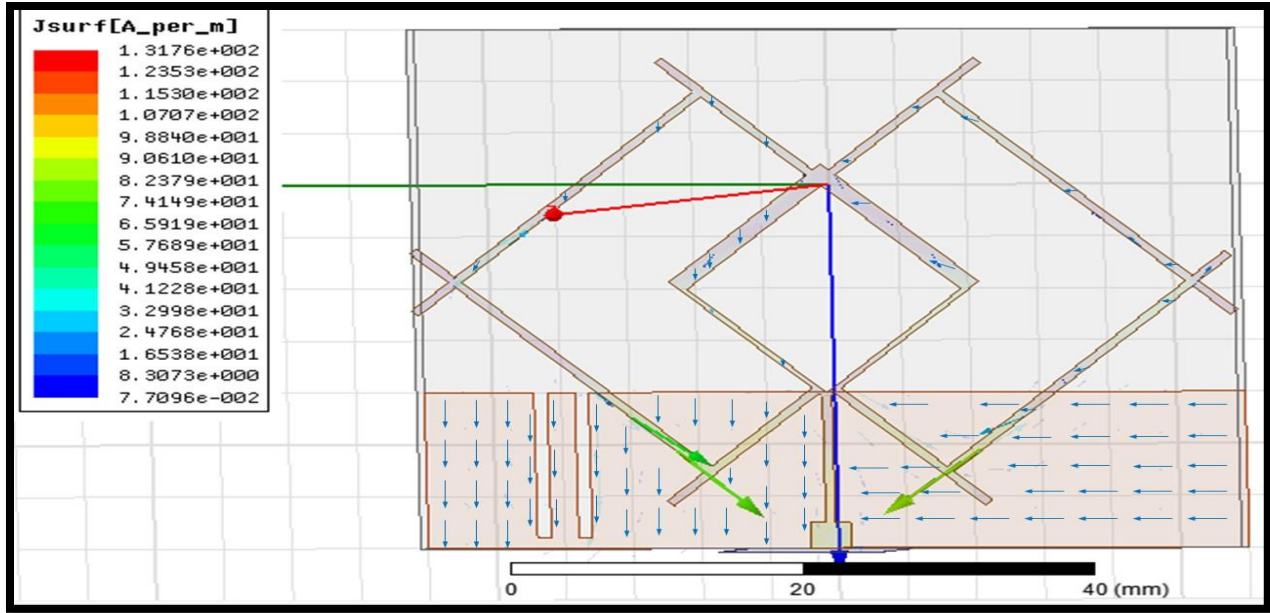 Jsurf[A_per_m]
1.3176e+002
1.2353e+002
1.1530e+002
1.0707e+002
9.8840e+001
9.0610e+001
8.2379e+001
7.4149e+001
6.5919e+001
5.7689e+001
4.9458e+001
4.1228e+001
3.2998e+001
2.4768e+001
1.6538e+001
8.3073e+000
7.7096e-002
0 20 40 (mm)